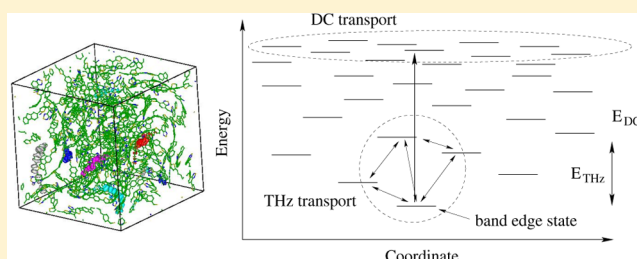 DC transport
Energy
E_DC
E_THz
THz transport
band edge state
Coordinate